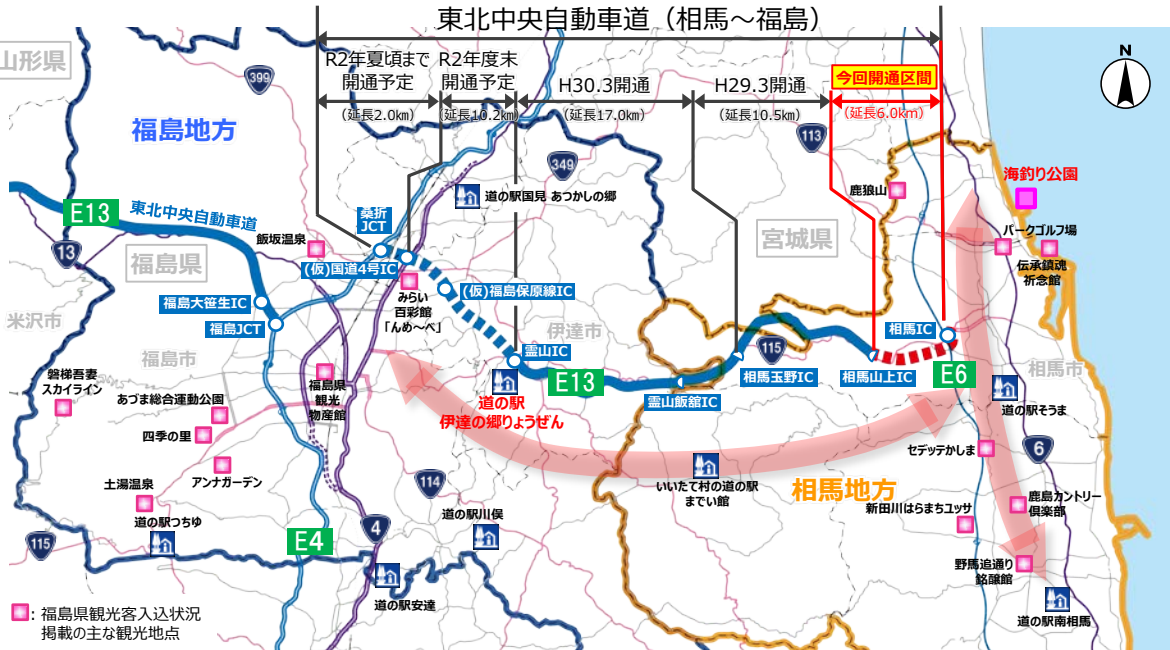 東北中央自動車道（相馬～福島）
R2年夏頃まで
開通予定
（延長2.0km）
R2年度末
開通予定
（延長10.2km）
H30.3開通
（延長17.0km）
H29.3開通
（延長10.5km）
今回開通区間
（延長6.0km）
N
山形県
399
福島地方
113
349
道の駅国見 あつかしの郷
鹿狼山
海釣り公園
E13
東北中央自動車道
桑折
JCT
飯坂温泉
宮城県
パークゴルフ場
13
福島県
(仮)国道4号IC
伝承鎮魂
祈念館
みらい
百彩館
「んめ～べ」
(仮)福島保原線IC
福島大笹生IC
米沢市
福島JCT
伊達市
相馬IC
霊山IC
115
福島市
相馬玉野IC
相馬山上IC
E6
相馬市
磐梯吾妻
スカイライン
福島県
観光
物産館
E13
霊山飯舘IC
道の駅
伊達の郷りょうぜん
道の駅そうま
あづま総合運動公園
四季の里
セデッテかしま
6
アンナガーデン
いいたて村の道の駅
までい館
相馬地方
土湯温泉
114
鹿島カントリー
倶楽部
道の駅つちゆ
道の駅川俣
新田川はらまちユッサ
115
E4
4
野馬追通り
銘醸館
道の駅安達
道の駅南相馬
：福島県観光客入込状況
掲載の主な観光地点